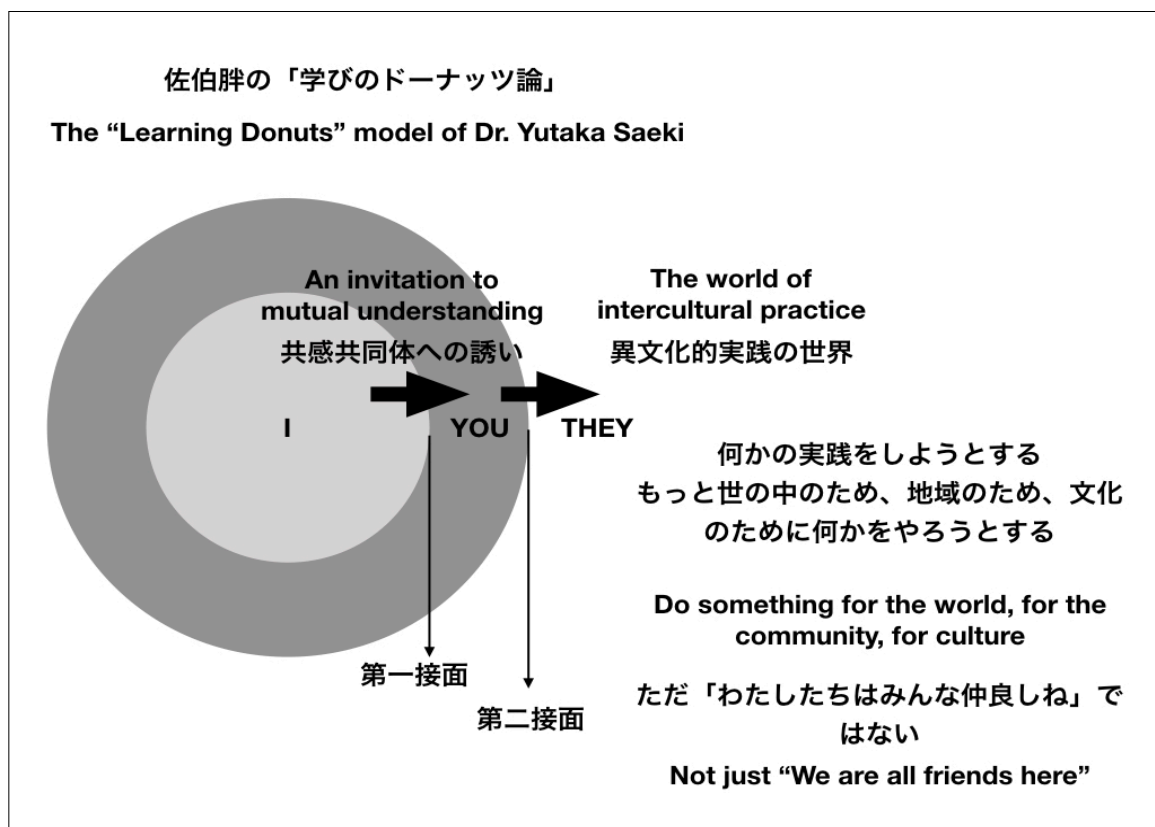 佐伯胖の「学びのドーナッツ論」
The “Learning Donuts” model of Dr. Yutaka Saeki
An invitation to
mutual understanding
共感共同体への誘い
The world of
intercultural practice
異文化的実践の世界
I
YOU
THEY
何かの実践をしようとする
もっと世の中のため、地域のため、文化
のために何かをやろうとする
Do something for the world, for the
community, for culture
第一接面
第二接面
ただ「わたしたちはみんな仲良しね」で
はない
Not just “We are all friends here”